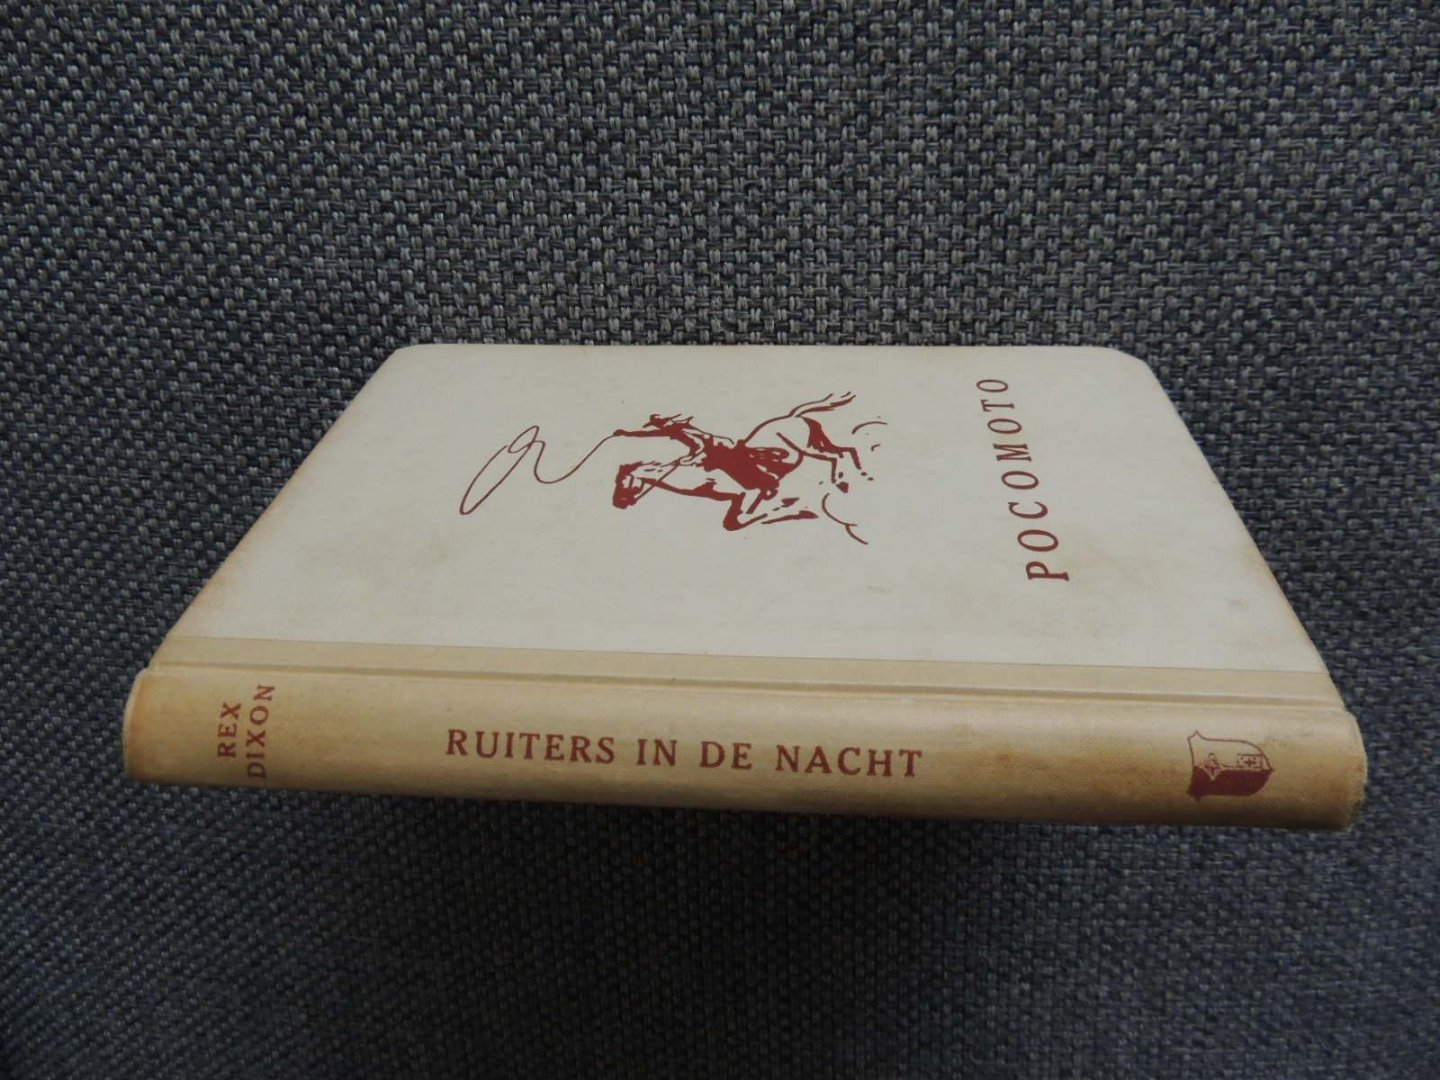 POCOMOTO
REX
DIXON
RUITERS IN DE NACHT